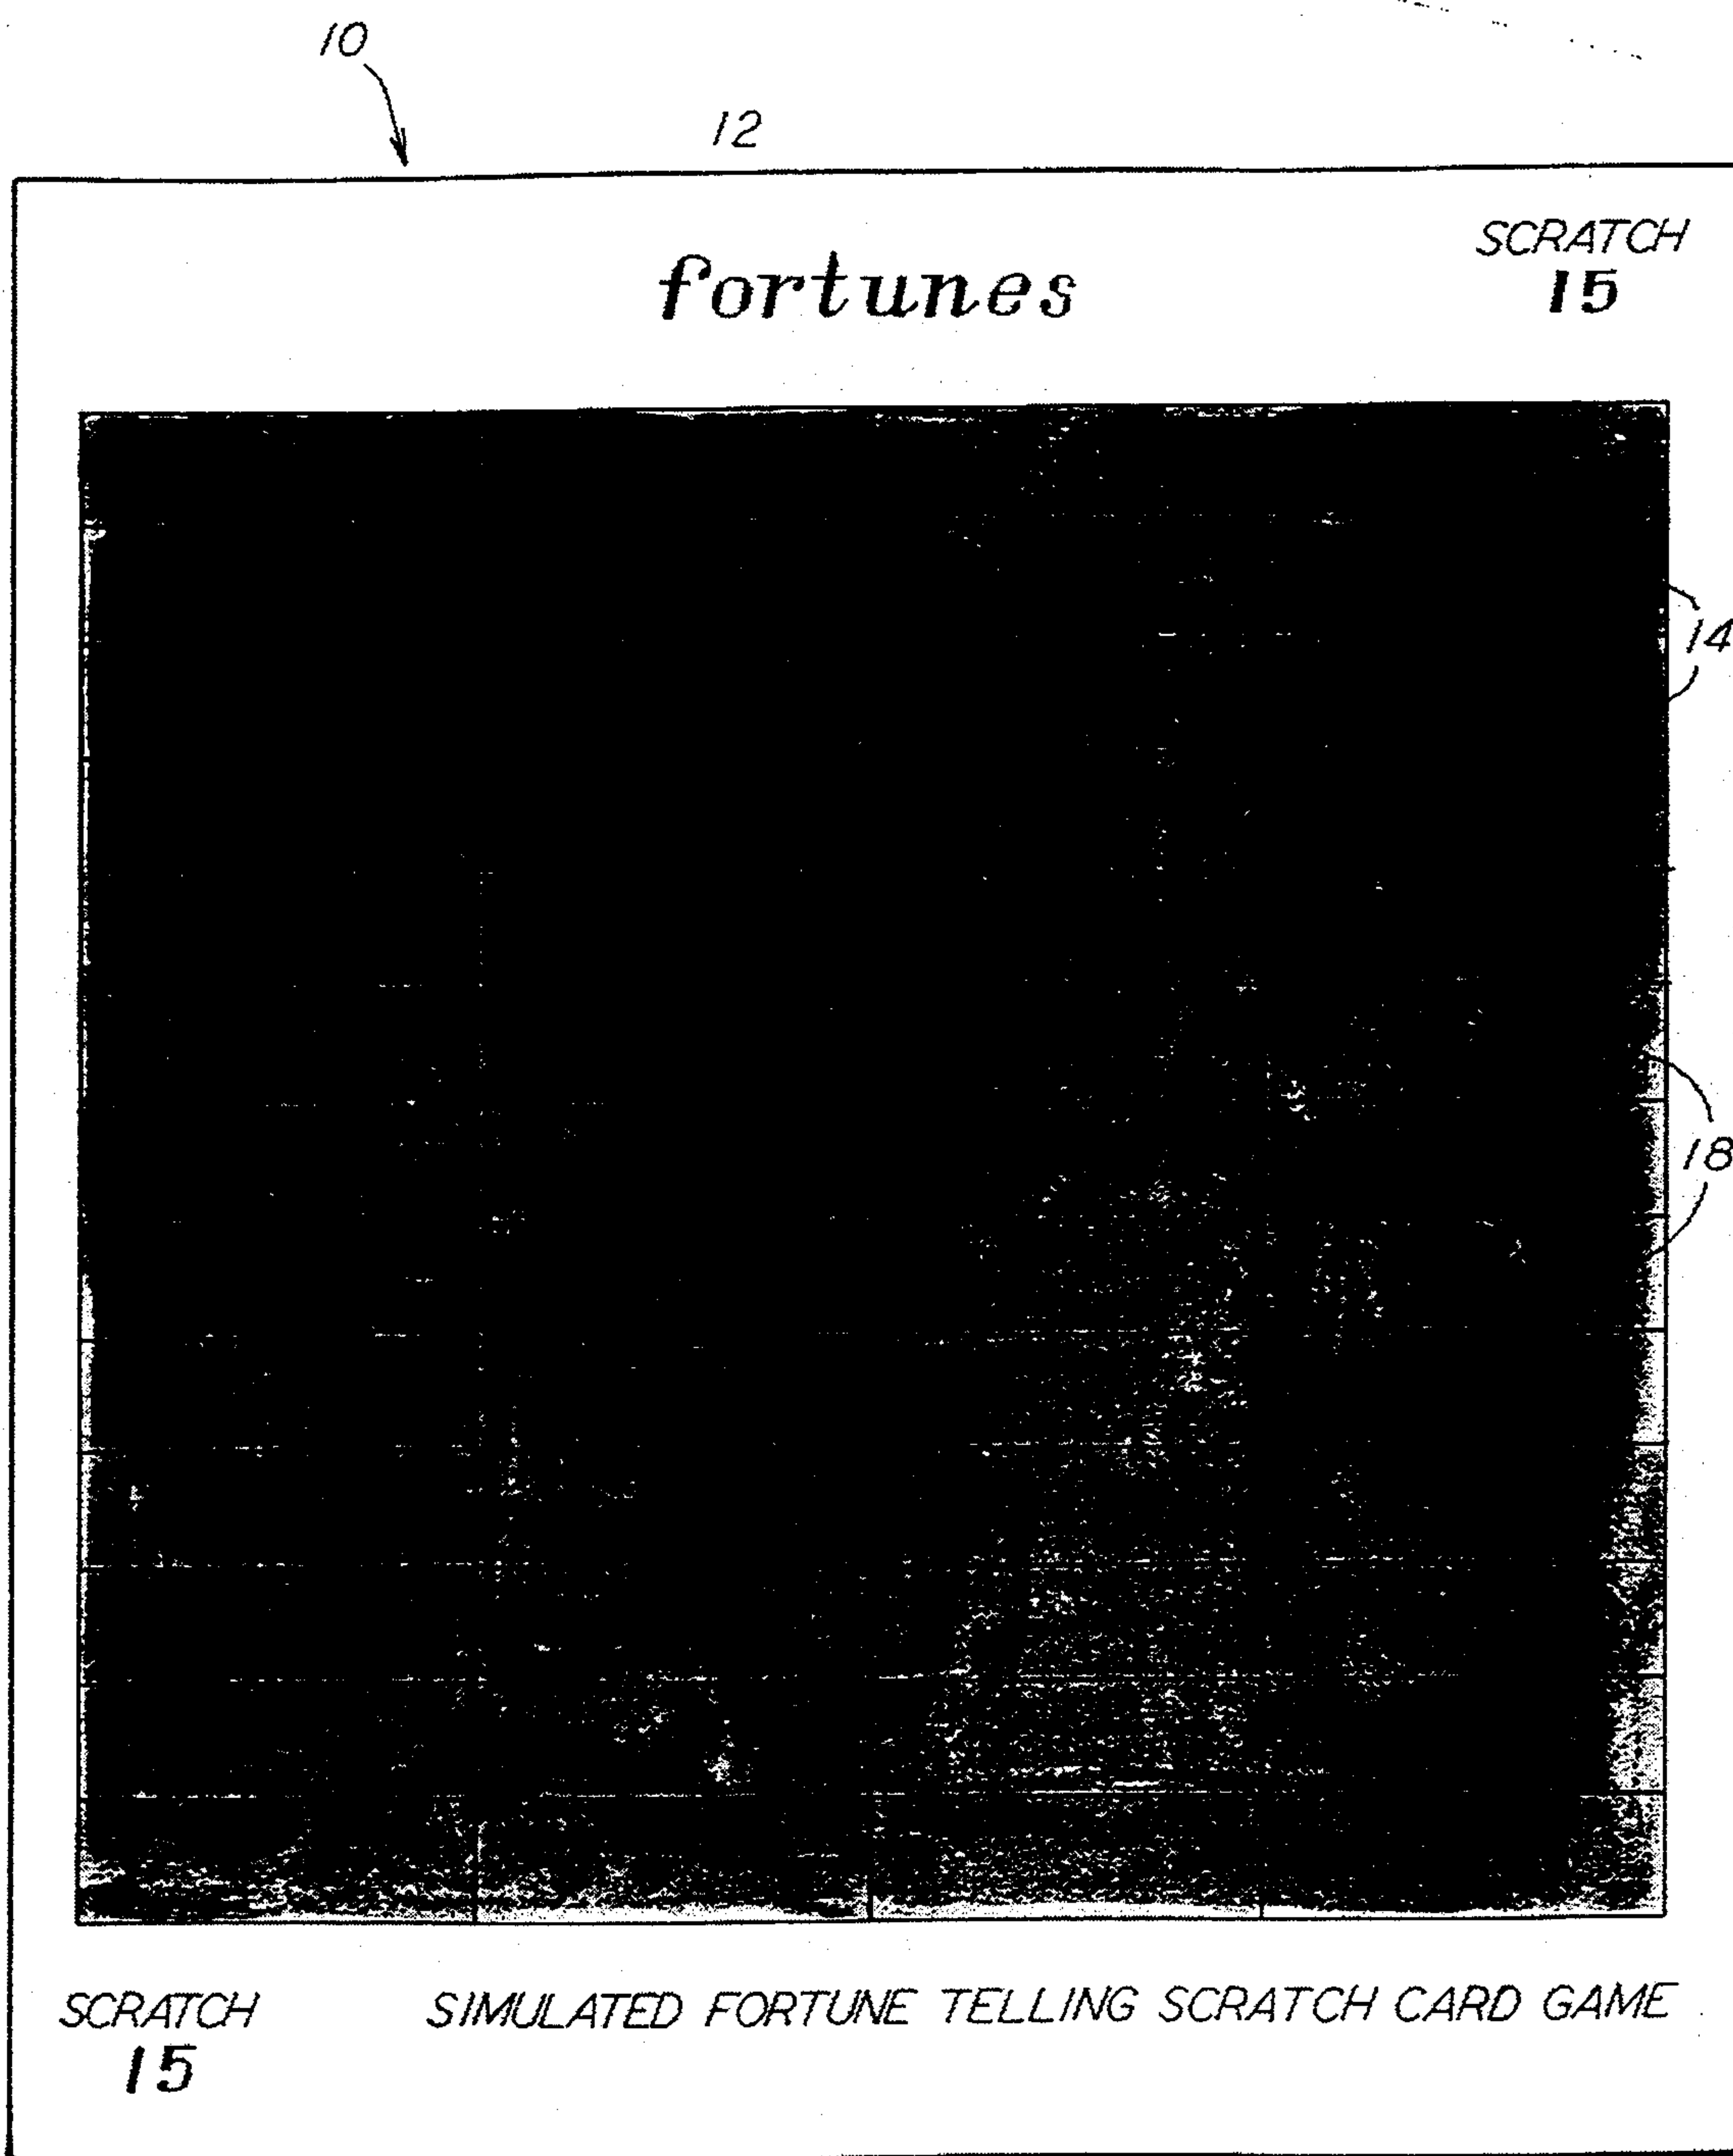 10
12
SCRATCH
15
fortunes
14
18
SCRATCH
15
SIMULATED FORTUNE TELLING SCRATCH CARD GAME